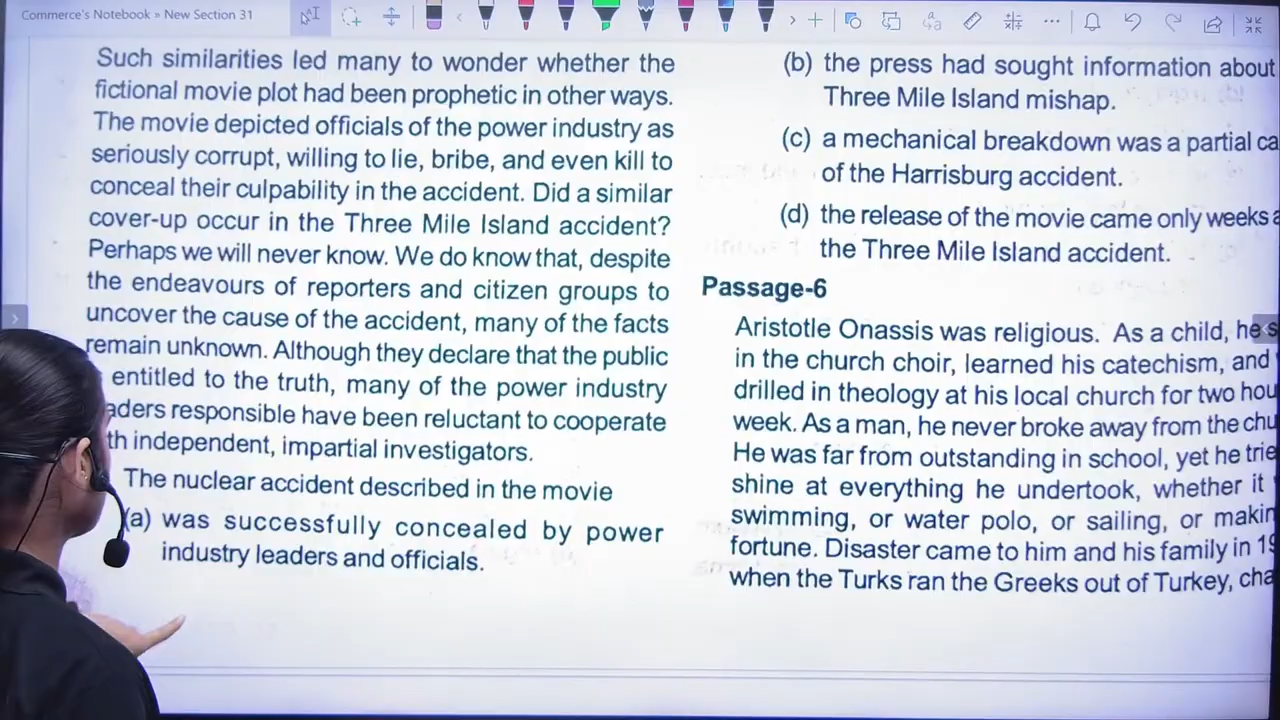 Commerce's Notebook » New Section 31
Such similarities led many to wonder whether the
fictional movie plot had been prophetic in other ways.
The movie depicted officials of the power industry as
seriously corrupt, willing to lie, bribe, and even kill to
conceal their culpability in the accident. Did a similar
cover-up occur in the Three Mile Island accident?
Perhaps we will never know. We do know that, despite
the endeavours of reporters and citizen groups to
uncover the cause of the accident, many of the facts
remain unknown. Although they declare that the public
entitled to the truth, many of the power industry
aders responsible have been reluctant to cooperate
th independent, impartial investigators.
The nuclear accident described in the movie
(a) was successfully concealed by power
industry leaders and officials.
(b) the press had sought information about
Three Mile Island mishap.
(c) a mechanical breakdown was a partial ca
of the Harrisburg accident.
(d) the release of the movie came only weeks
the Three Mile Island accident.
Passage-6
Aristotle Onassis was religious. As a child, he s
in the church choir, learned his catechism, and
drilled in theology at his local church for two hou
week. As a man, he never broke away from the chu
He was far from outstanding in school, yet he trie
shine at everything he undertook, whether it
swimming, or water polo, or sailing, or makin
fortune. Disaster came to him and his family in 19
when the Turks ran the Greeks out of Turkey, cha